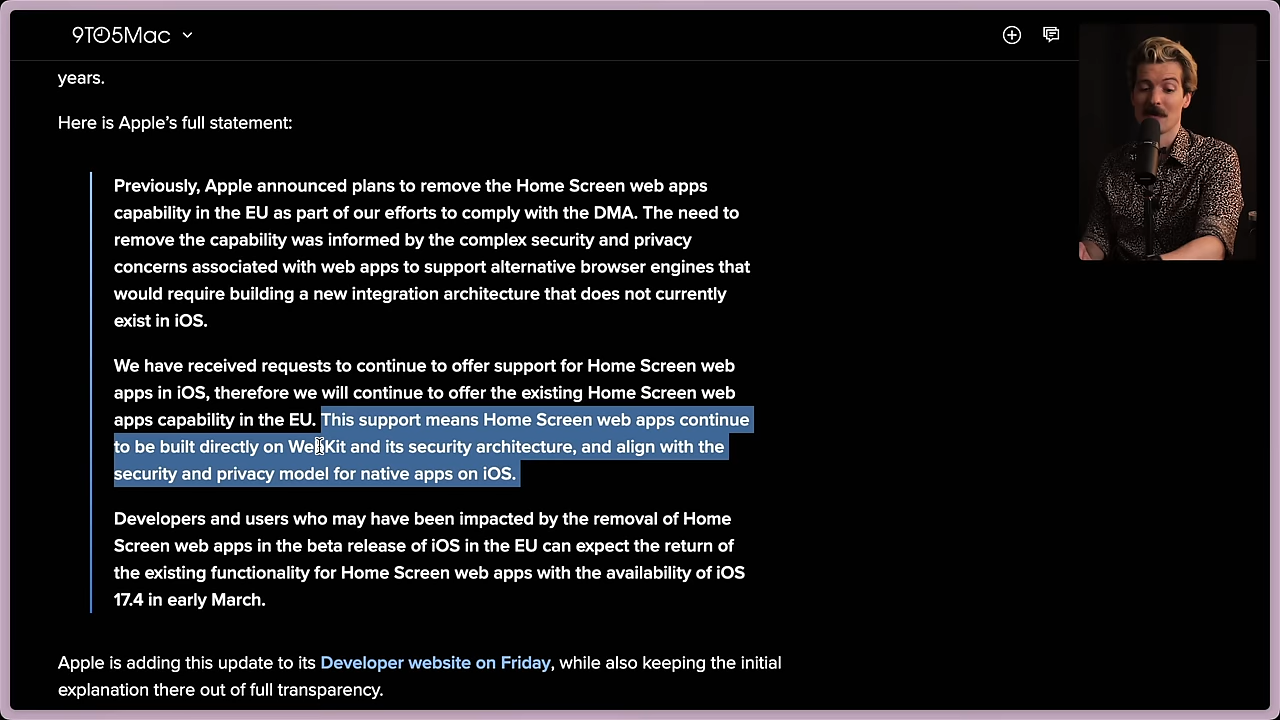 9TO5Mac
years.
Here is Apple’s full statement:
Previously, Apple announced plans to remove the Home Screen web apps
capability in the EU as part of our efforts to comply with the DMA. The need to
remove the capability was informed by the complex security and privacy
concerns associated with web apps to support alternative browser engines that
would require building a new integration architecture that does not currently
exist in iOS.
We have received requests to continue to offer support for Home Screen web
apps in iOS, therefore we will continue to offer the existing Home Screen web
apps capability in the EU. This support means Home Screen web apps continue
to be built directly on WebKit and its security architecture, and align with the
security and privacy model for native apps on iOS.
Developers and users who may have been impacted by the removal of Home
Screen web apps in the beta release of iOS in the EU can expect the return of
the existing functionality for Home Screen web apps with the availability of iOS
17.4 in early March.
Apple is adding this update to its Developer website on Friday, while also keeping the initial
explanation there out of full transparency.